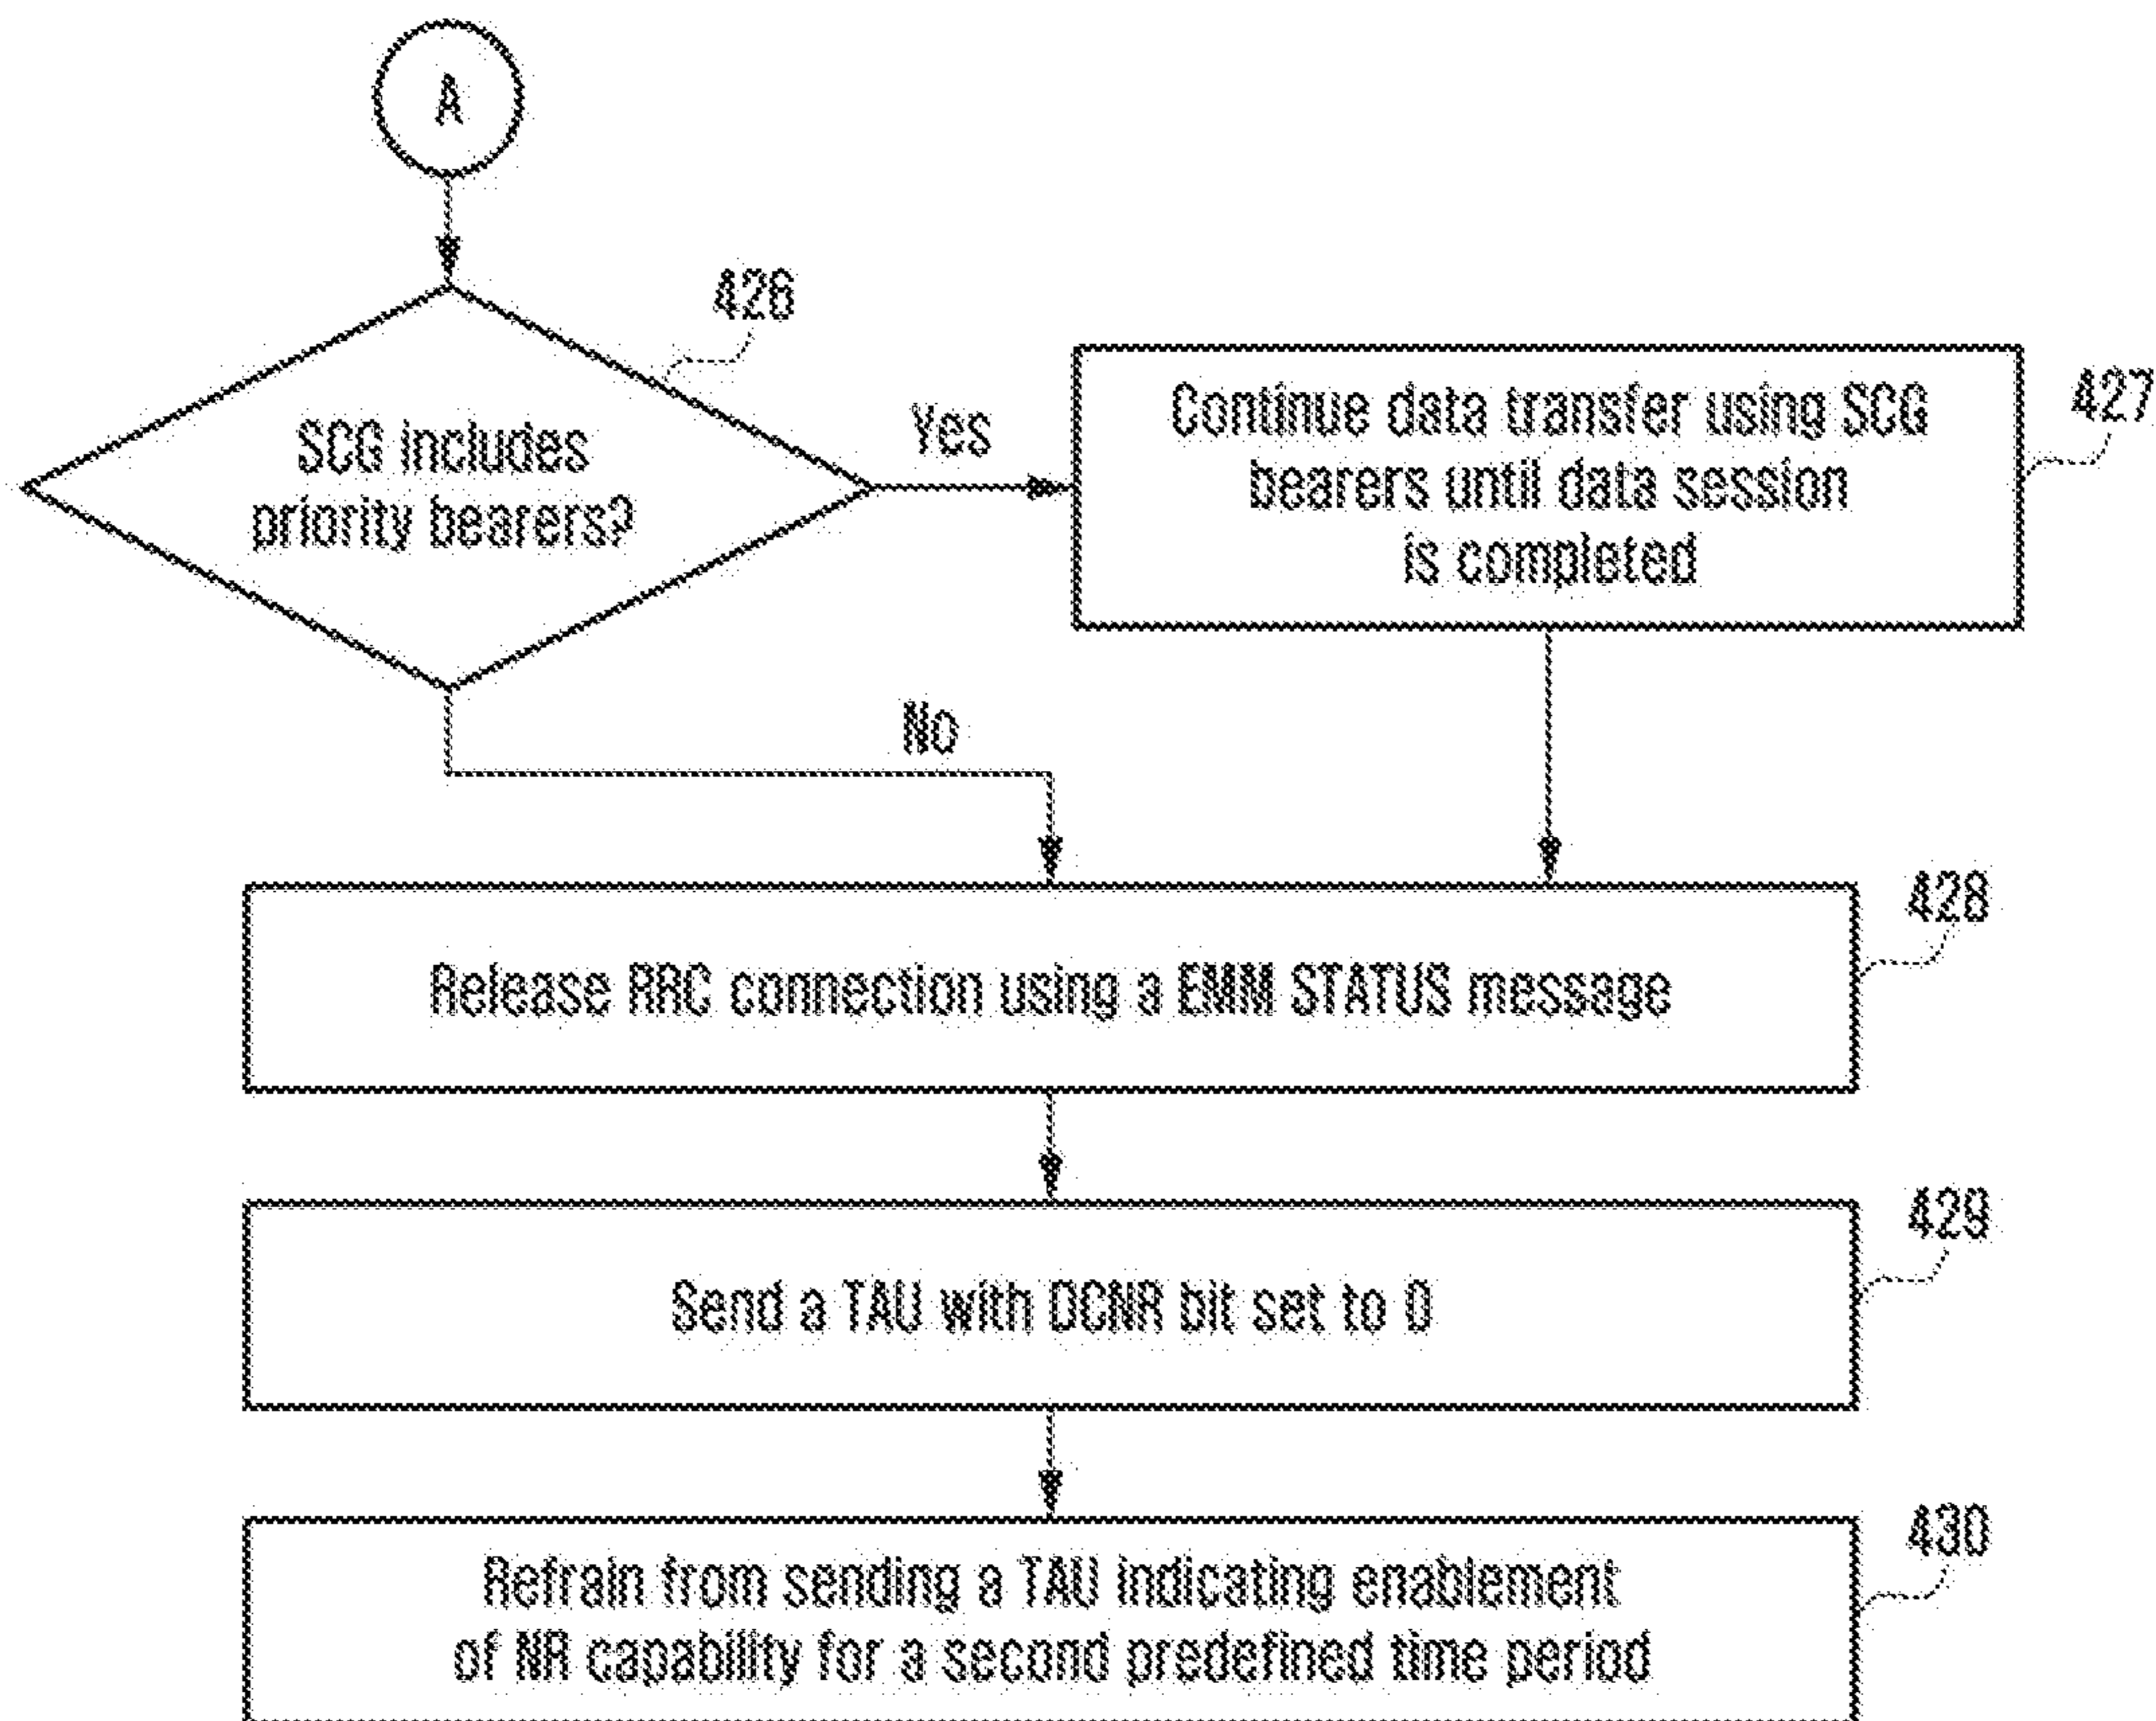 A
426
SCG includes
priority bearers?
Yes
Continue data transfer using SCG
bearers until data session
is completed
427
No
Release RRC connection using a EMM STATUS message
428
Send a TAU with DCNR bit set to 0
429
Refrain from sending a TAU indicating enablement
of NR capability for a second predefined time period
430